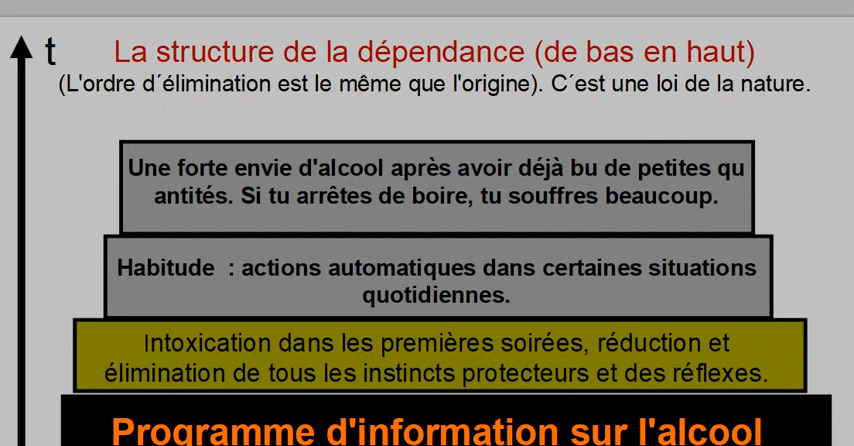 t
La structure de la dépendance (de bas en haut)
(L'ordre d´élimination est le même que l'origine). C´est une loi de la nature.
Une forte envie d'alcool après avoir déjà bu de petites qu
antités. Si tu arrêtes de boire, tu souffres beaucoup.
Habitude  : actions automatiques dans certaines situations
quotidiennes.
Intoxication dans les premières soirées, réduction et
élimination de tous les instincts protecteurs et des réflexes.
Programme d'information sur l'alcool